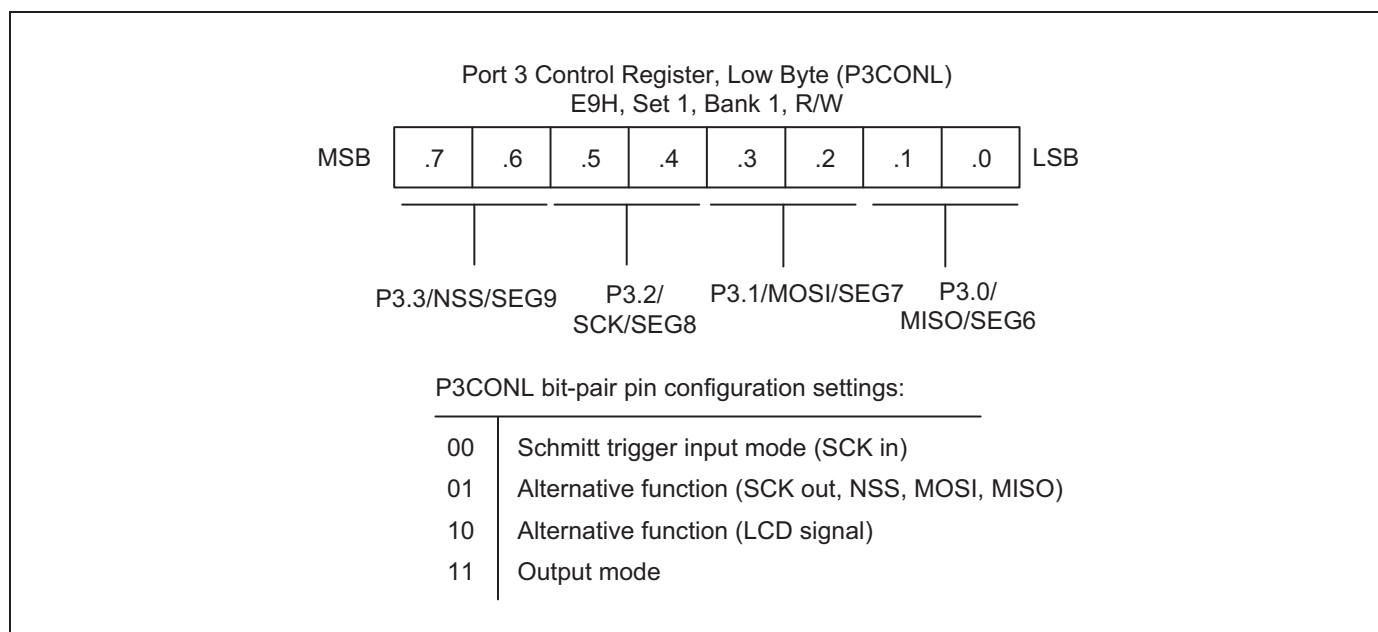 Port 3 Control Register, Low Byte (P3CONL)
E9H, Set 1, Bank 1, R/W
MSB .7 .6 .5 .4 .3 .2 .1 .0 LSB
P3.3/NSS/SEG9
P3.2/
SCK/SEG8
P3.1/MOSI/SEG7
P3.0/
MISO/SEG6
P3CONL bit-pair pin configuration settings:
00 Schmitt trigger input mode (SCK in)
01 Alternative function (SCK out, NSS, MOSI, MISO)
10 Alternative function (LCD signal)
11 Output mode